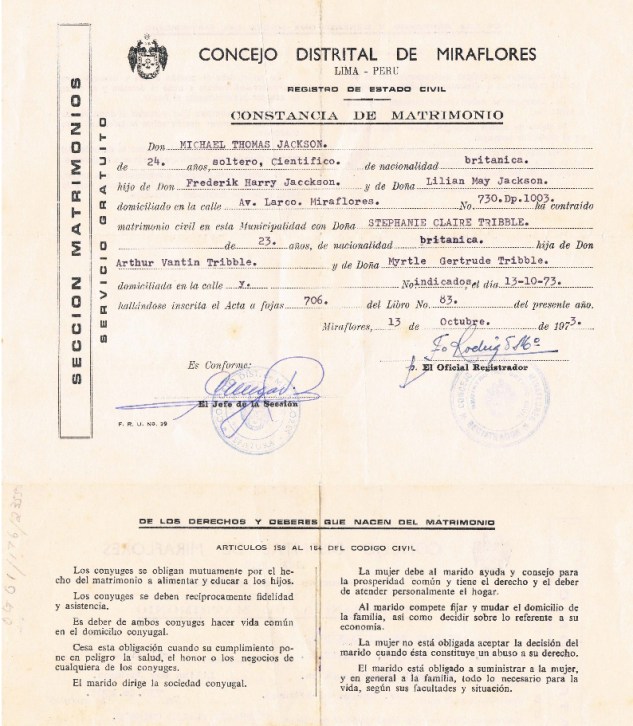 CONCEJO DISTRITAL DE MIRAFLORES
LIMA - PERU
REGISTRO DE ESTADO CIVIL
CONSTANCIA DE MATRIMONIO
SECCION MATRIMONIOS
SERVICIO GRATUITO
Don MICHAEL THOMAS JACKSON.
de 24. años, soltero, Cientifico. de nacionalidad britanica.
hijo de Don Frederik Harry Jacckson. y de Doña Lilian May Jackson.
domiciliado en la calle Av. Larco. Miraflores. No. 730.Dp.1003. ha contraido
matrimonio civil en esta Municipalidad con Doña STEPHANIE CLAIRE TRIBBLE.
de 23. años, de nacionalidad britanica. hija de Don
Arthur Vantin Tribble. y de Doña Myrtle Gertrude Tribble.
domiciliada en la calle x. Noindicados, el día 13-10-73.
hallándose inscrita el Acta a fojas 706. del Libro No. 83. del presente año.
Miraflores, 13 de Octubre. de 1973.
Es Conforme:
El Jefe de la Sección
p. El Oficial Registrador
F. R. U. Nº. 29
DE LOS DERECHOS Y DEBERES QUE NACEN DEL MATRIMONIO
ARTICULOS 158 AL 164 DEL CODIGO CIVIL
Los conyuges se obligan mutuamente por el he-
cho del matrimonio a alimentar y educar a los hijos.
Los conyuges se deben recíprocamente fidelidad
y asistencia.
Es deber de ambos conyuges hacer vida común
en el domicilio conyugal.
Cesa esta obligación cuando su cumplimiento po-
ne en peligro la salud, el honor o los negocios de
cualquiera de los conyuges.
El marido dirige la sociedad conyugal.
La mujer debe al marido ayuda y consejo para
la prosperidad común y tiene el derecho y el deber
de atender personalmente el hogar.
Al marido compete fijar y mudar el domicilio de
la familia, asi como decidir sobre lo referente a su
economía.
La mujer no está obligada aceptar la decisión del
marido cuando ésta constituye un abuso a su derecho.
El marido está obligado a suministrar a la mujer,
y en general a la familia, todo lo necesario para la
vida, según sus facultades y situación.